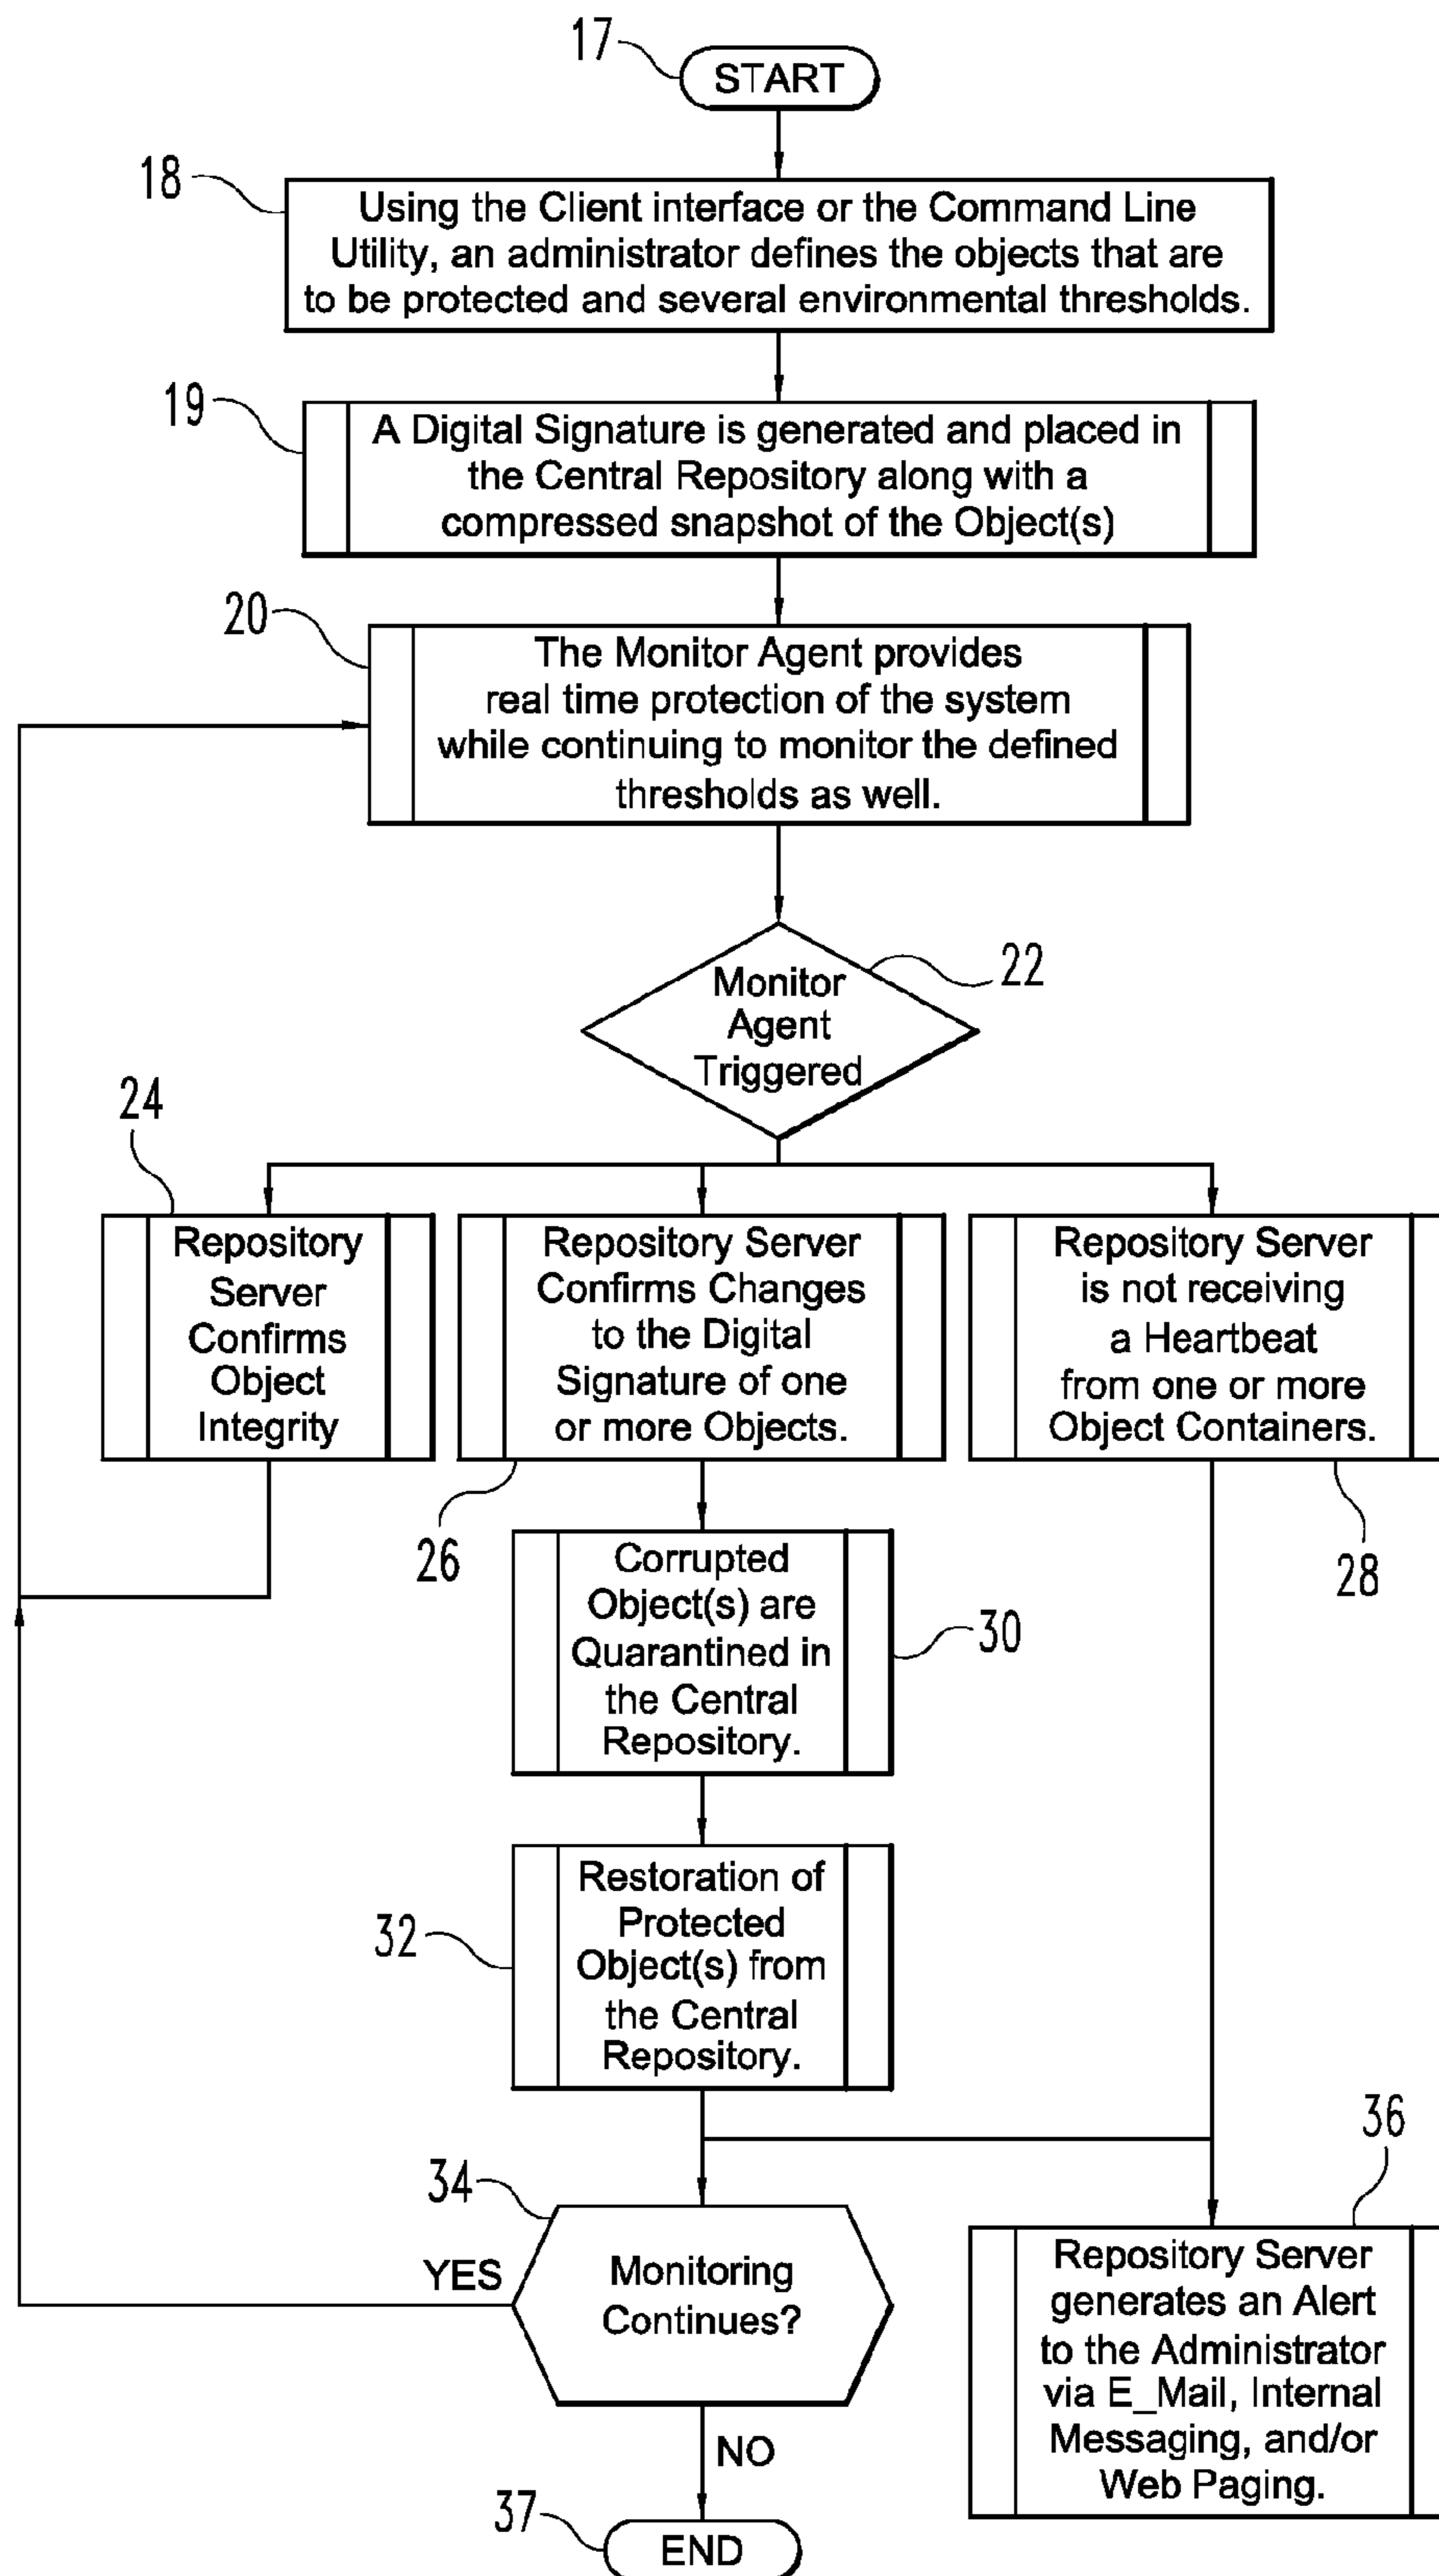 17
START
18
Using the Client interface or the Command Line
Utility, an administrator defines the objects that are
to be protected and several environmental thresholds.
19
A Digital Signature is generated and placed in
the Central Repository along with a
compressed snapshot of the Object(s)
20
The Monitor Agent provides
real time protection of the system
while continuing to monitor the defined
thresholds as well.
22
Monitor
Agent
Triggered
24
Repository
Server
Confirms
Object
Integrity
Repository Server
Confirms Changes
to the Digital
Signature of one
or more Objects.
26
Repository Server
is not receiving
a Heartbeat
from one or more
Object Containers.
28
Corrupted
Object(s) are
Quarantined in
the Central
Repository.
30
32
Restoration of
Protected
Object(s) from
the Central
Repository.
34
YES
Monitoring
Continues?
36
Repository Server
generates an Alert
to the Administrator
via E_Mail, Internal
Messaging, and/or
Web Paging.
NO
37
END